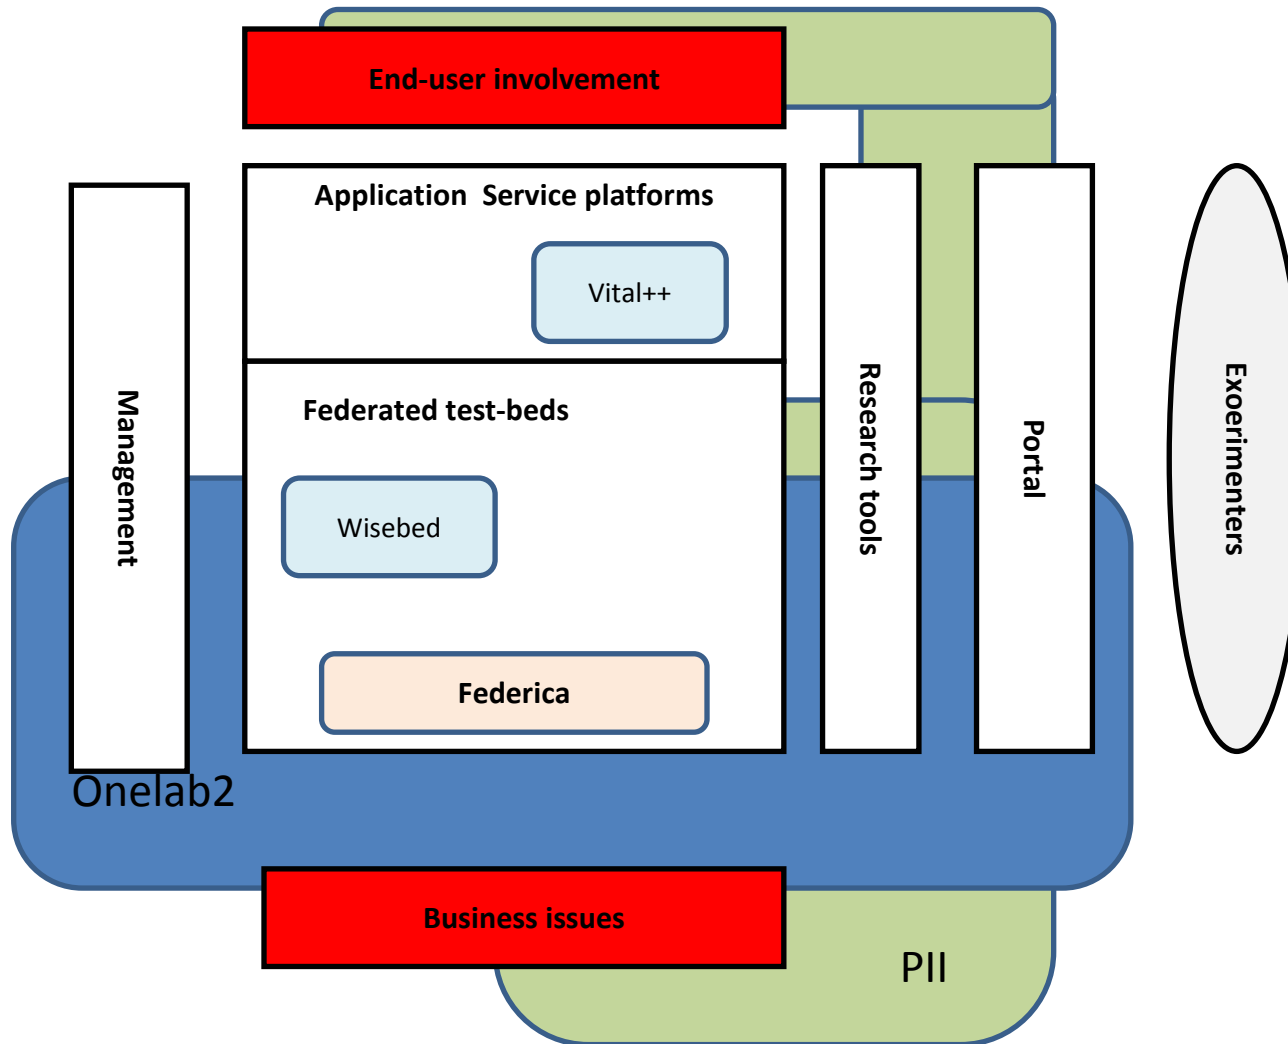 End-user involvement
Application  Service platforms
Vital++
Management
Federated test-beds
Research tools
Portal
Exoerimenters
Wisebed
Federica
Onelab2
Business issues
PII